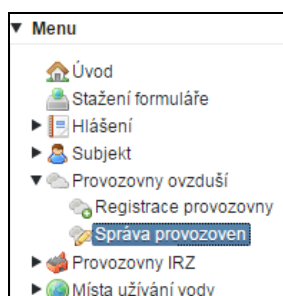 Menu
Úvod
Stažení formuláře
Hlášení
Subjekt
Provozovny ovzduší
Registrace provozovny
Správa provozoven
Provozovny IRZ
Místa užívání vody